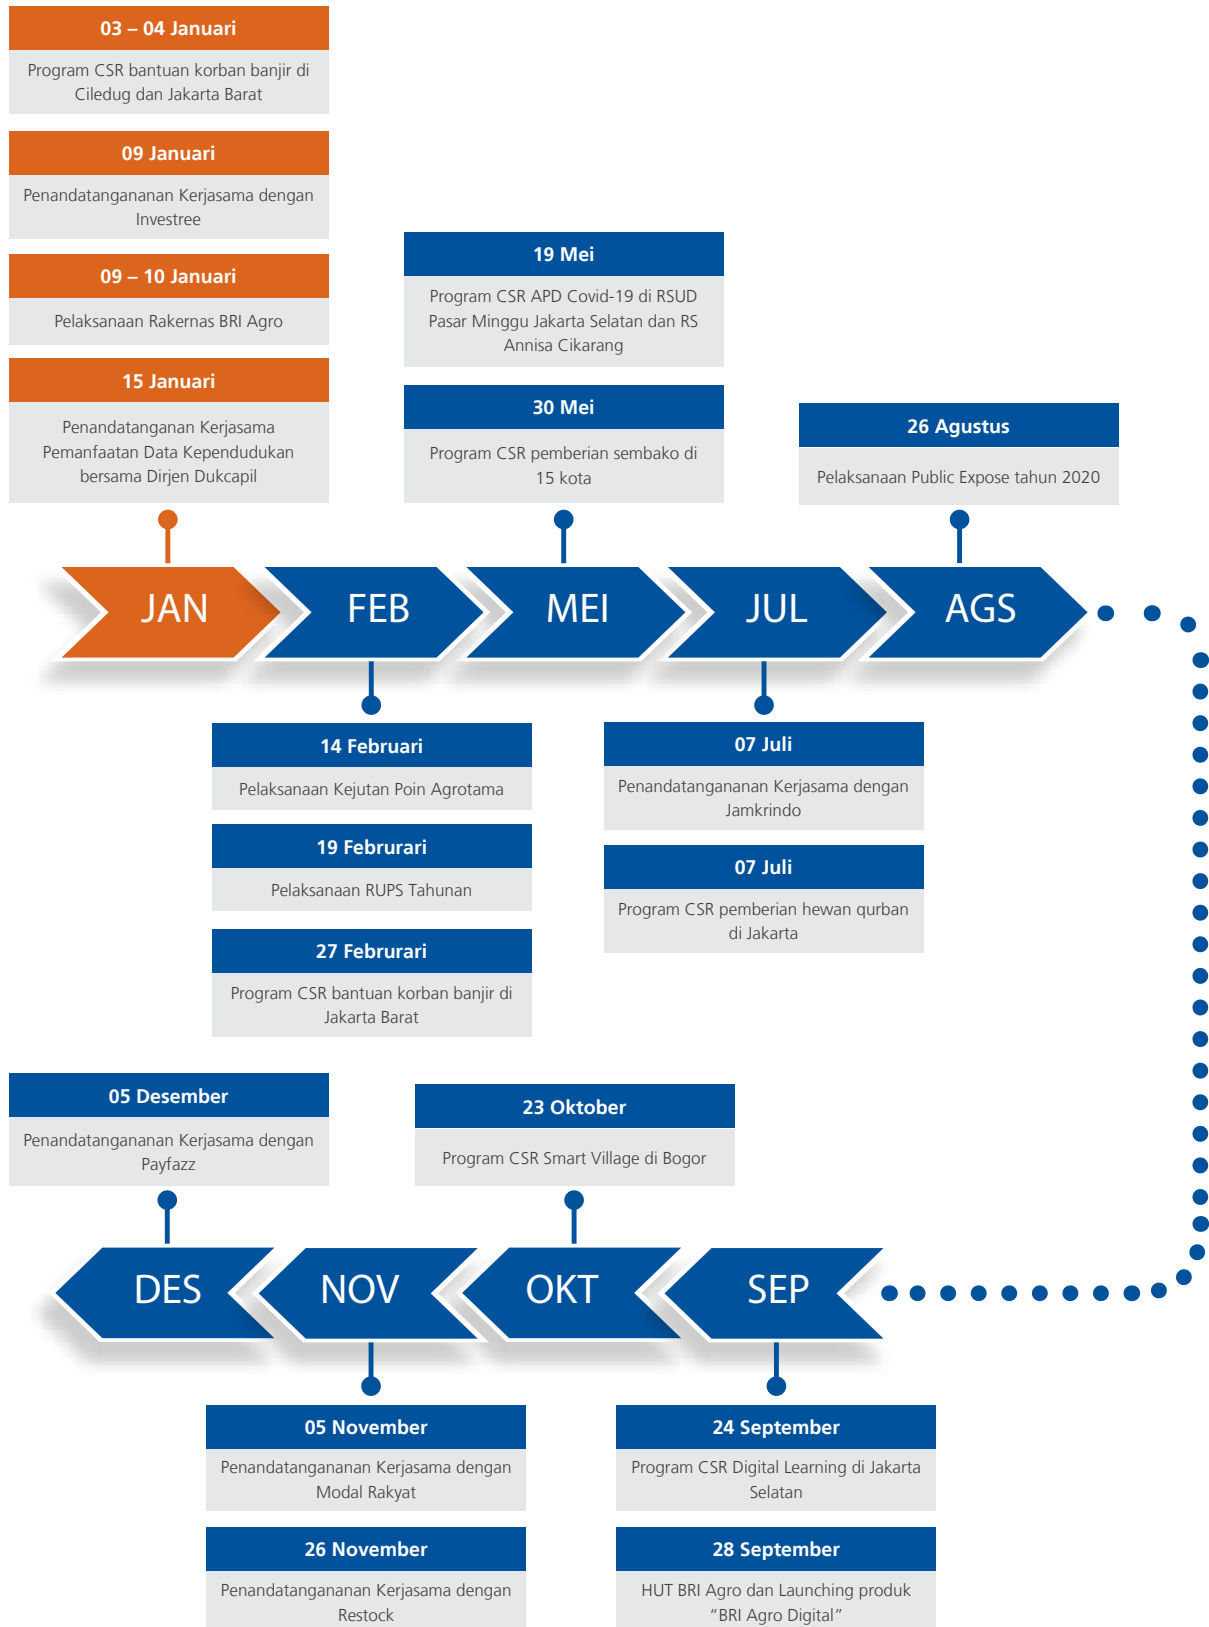 03 – 04 Januari
Program CSR bantuan korban banjir di
Ciledug dan Jakarta Barat
09 Januari
Penandatangananan Kerjasama dengan
Investree
09 – 10 Januari
Pelaksanaan Rakernas BRI Agro
15 Januari
Penandatanganan Kerjasama
Pemanfaatan Data Kependudukan
bersama Dirjen Dukcapil
19 Mei
Program CSR APD Covid-19 di RSUD
Pasar Minggu Jakarta Selatan dan RS
Annisa Cikarang
30 Mei
Program CSR pemberian sembako di
15 kota
26 Agustus
Pelaksanaan Public Expose tahun 2020
JAN
FEB
MEI
JUL
AGS
14 Februari
Pelaksanaan Kejutan Poin Agrotama
19 Februrari
Pelaksanaan RUPS Tahunan
27 Februrari
Program CSR bantuan korban banjir di
Jakarta Barat
07 Juli
Penandatangananan Kerjasama dengan
Jamkrindo
07 Juli
Program CSR pemberian hewan qurban
di Jakarta
05 Desember
Penandatangananan Kerjasama dengan
Payfazz
23 Oktober
Program CSR Smart Village di Bogor
DES
NOV
OKT
SEP
05 November
Penandatangananan Kerjasama dengan
Modal Rakyat
26 November
Penandatangananan Kerjasama dengan
Restock
24 September
Program CSR Digital Learning di Jakarta
Selatan
28 September
HUT BRI Agro dan Launching produk
“BRI Agro Digital”